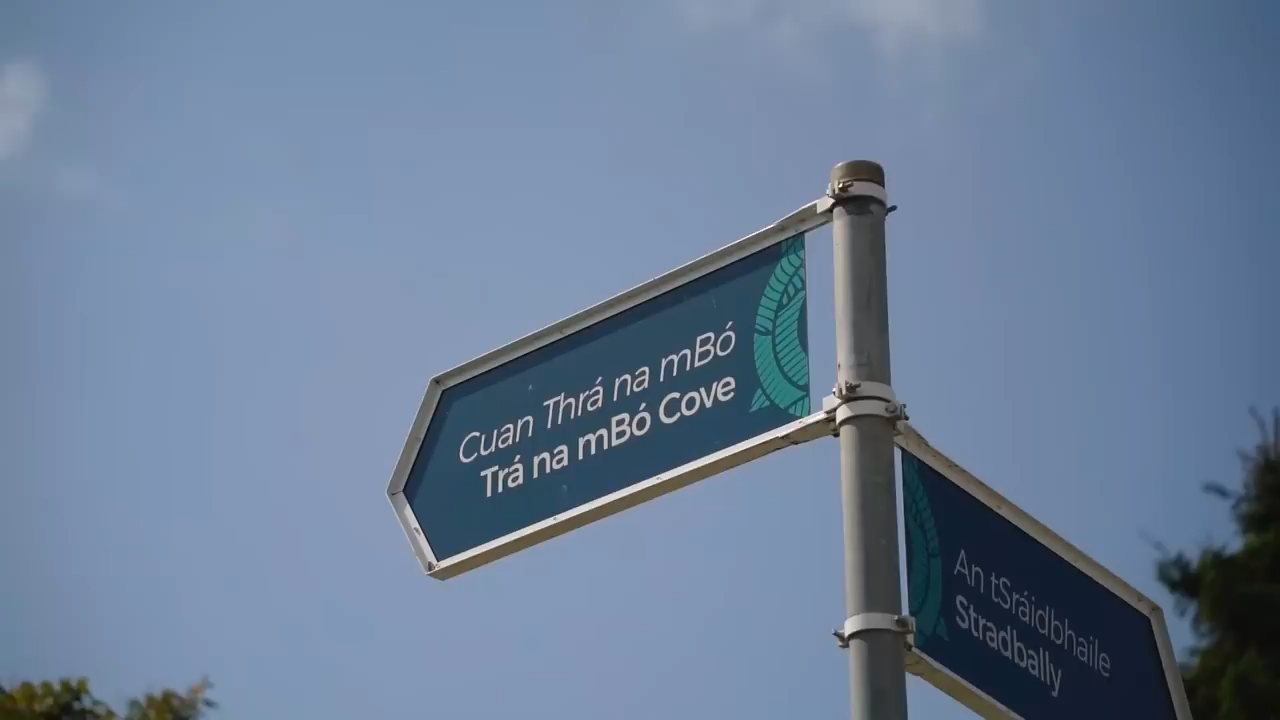 Cuan Thrá na mBó
Trá na mBó Cove
An tSráidbhaile
Stradbally